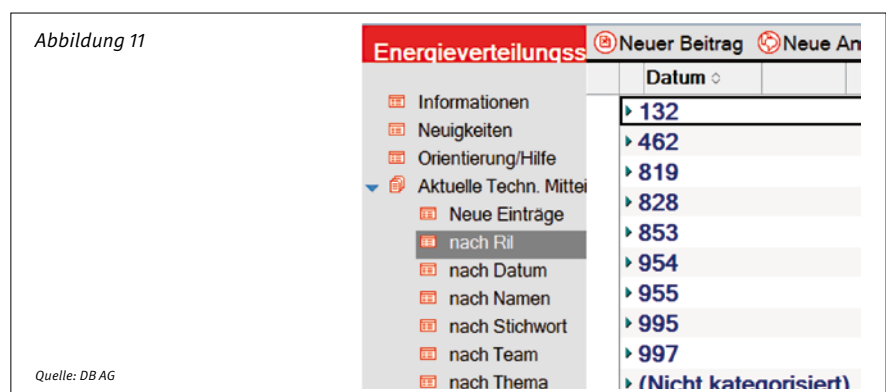 Abbildung 11
Energieverteilungss
Neuer Beitrag Neue An
Datum
Informationen
Neuigkeiten
Orientierung/Hilfe
Aktuelle Techn. Mittei
Neue Einträge
nach Ril
nach Datum
nach Namen
nach Stichwort
nach Team
nach Thema
132
462
819
828
853
954
955
995
997
(Nicht kategorisiert)
Quelle: DB AG